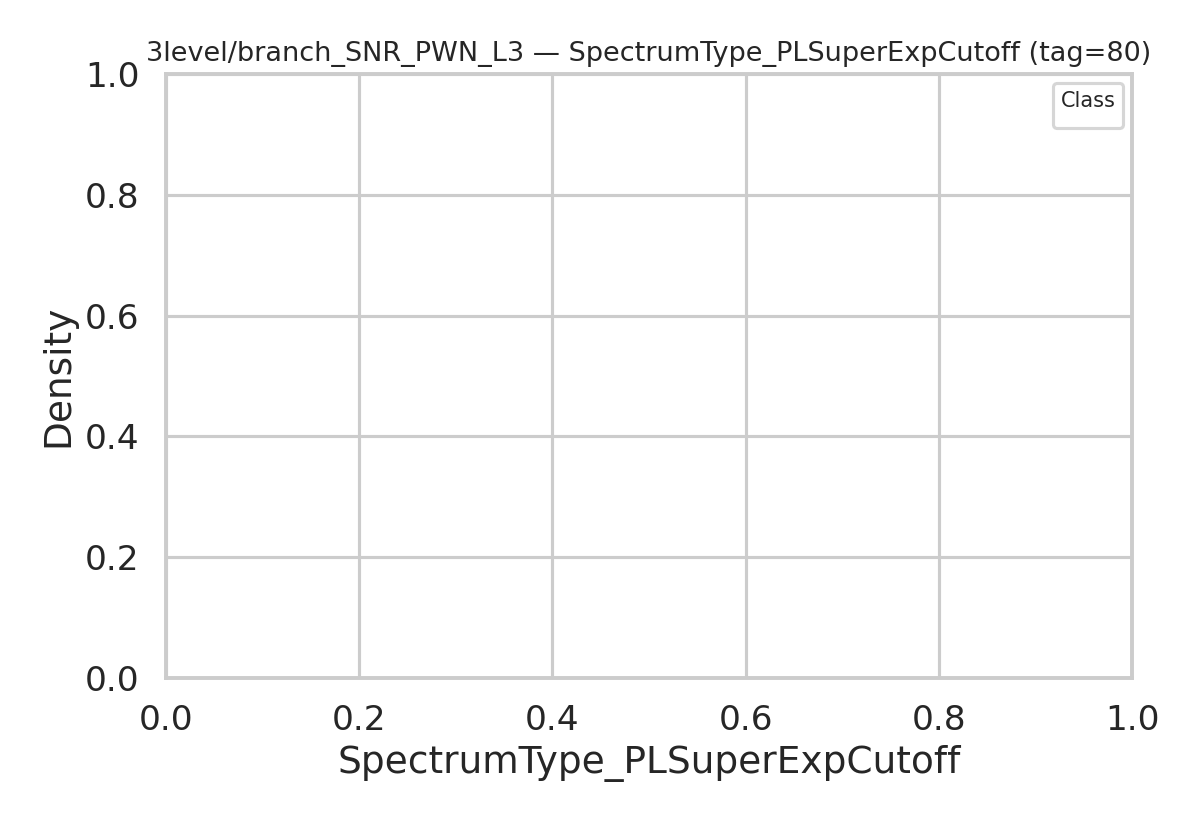 3level/branch_SNR_PWN_L3 — SpectrumType_PLSuperExpCutoff (tag=80)
Class
1.0
0.8
0.6
0.4
0.2
0.0
Density
0.0 0.2 0.4 0.6 0.8 1.0
SpectrumType_PLSuperExpCutoff